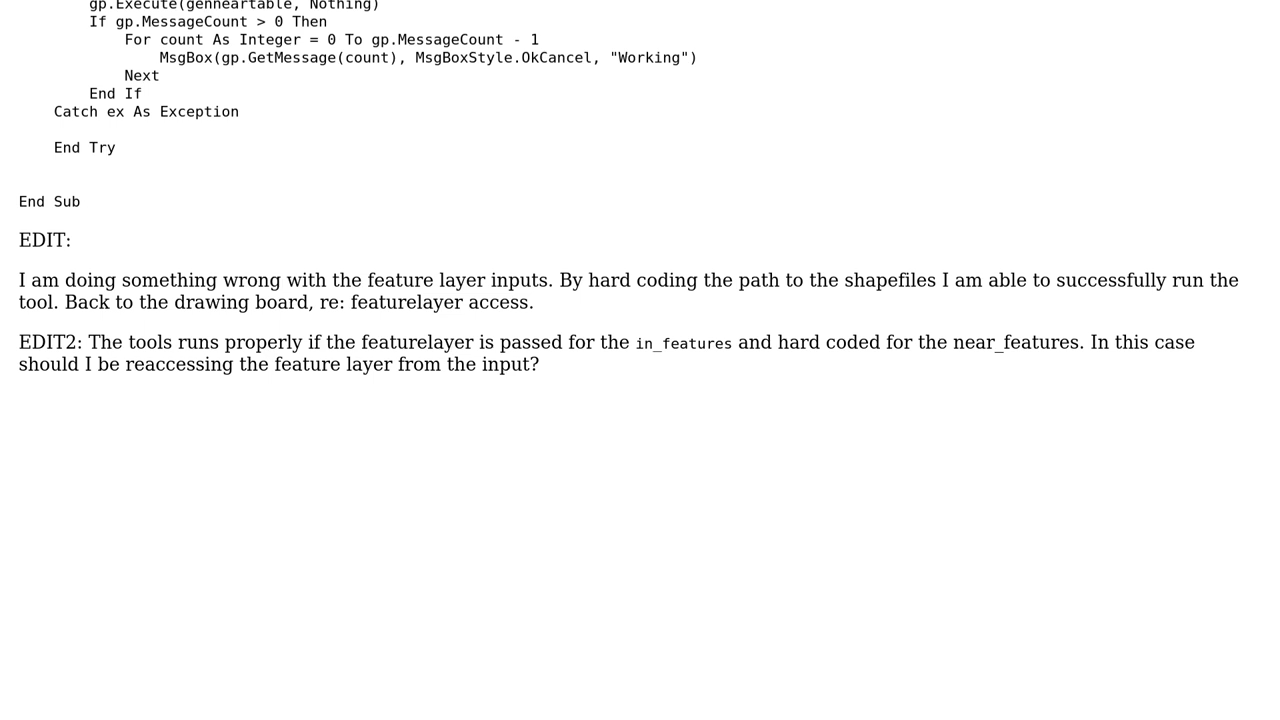 gp.Execute(genneartable, Nothing)
If gp.MessageCount > 0 Then
For count As Integer = 0 To gp.MessageCount - 1
MsgBox(gp.GetMessage(count), MsgBoxStyle.OkCancel, "Working")
Next
End If
Catch ex As Exception
End Try
End Sub
EDIT:
I am doing something wrong with the feature layer inputs. By hard coding the path to the shapefiles I am able to successfully run the
tool. Back to the drawing board, re: featurelayer access.
EDIT2: The tools runs properly if the featurelayer is passed for the in_features and hard coded for the near_features. In this case
should I be reaccessing the feature layer from the input?